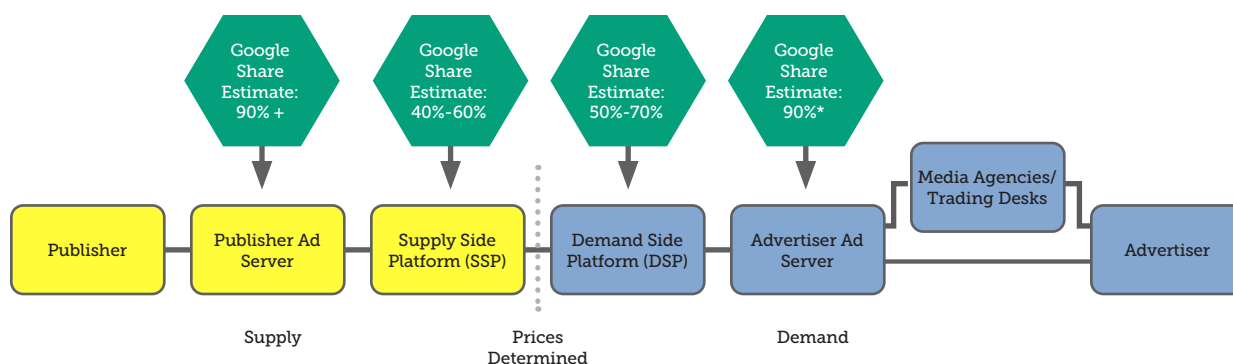 Google
Share
Estimate:
90% +
Google
Share
Estimate:
40%-60%
Google
Share
Estimate:
50%-70%
Google
Share
Estimate:
90%*
Publisher
Publisher Ad
Server
Supply Side
Platform (SSP)
Demand Side
Platform (DSP)
Advertiser Ad
Server
Media Agencies/
Trading Desks
Advertiser
Supply
Prices
Determined
Demand